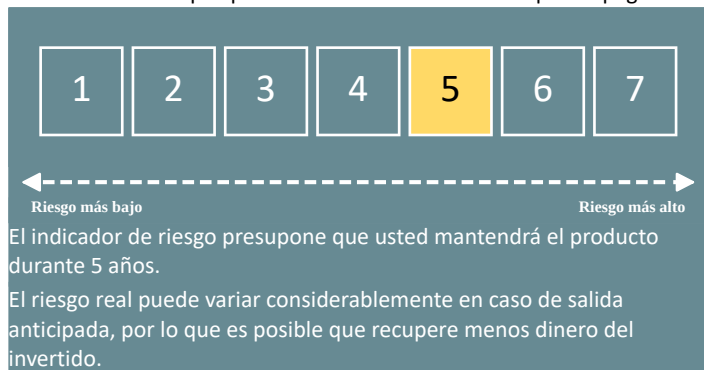 1 2 3 4 5 6 7
Riesgo más bajo Riesgo más alto
El indicador de riesgo presupone que usted mantendrá el producto
durante 5 años.
El riesgo real puede variar considerablemente en caso de salida
anticipada, por lo que es posible que recupere menos dinero del
invertido.